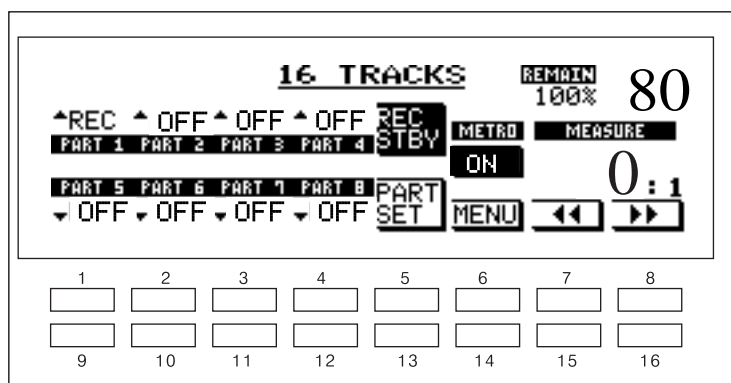 16 TRACKS REMAIN 80
100%
REC OFF OFF OFF REC STBY
PART 1 PART 2 PART 3 PART 4 METRO MEASURE
ON 0 : 1
PART 5 PART 6 PART 7 PART 8 PART SET
OFF OFF OFF OFF MENU
1 2 3 4 5 6 7 8
9 10 11 12 13 14 15 16